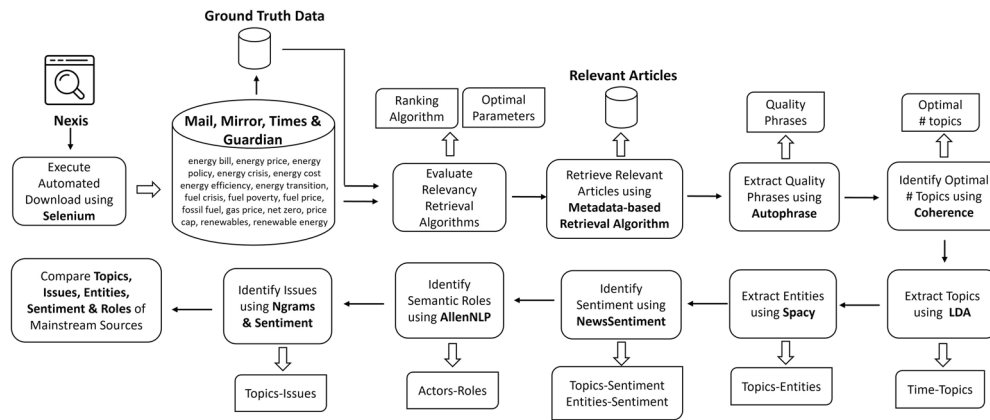 Ground Truth Data
Nexis
Execute
Automated
Download using
Selenium
Mail, Mirror, Times &
Guardian
energy bill, energy price, energy
policy, energy crisis, energy cost
energy efficiency, energy transition,
fuel crisis, fuel poverty, fuel price,
fossil fuel, gas price, net zero, price
cap, renewables, renewable energy
Ranking
Algorithm
Optimal
Parameters
Evaluate
Relevancy
Retrieval
Algorithms
Relevant Articles
Retrieve Relevant
Articles using
Metadata-based
Retrieval Algorithm
Quality
Phrases
Extract Quality
Phrases using
Autophrase
Optimal
# topics
Identify Optimal
# Topics using
Coherence
Extract Topics
using LDA
Time-Topics
Extract Entities
using Spacy
Topics-Entities
Identify
Sentiment using
NewsSentiment
Topics-Sentiment
Entities-Sentiment
Identify
Semantic Roles
using AllenNLP
Actors-Roles
Identify Issues
using Ngrams
& Sentiment
Topics-Issues
Compare Topics,
Issues, Entities,
Sentiment & Roles of
Mainstream Sources